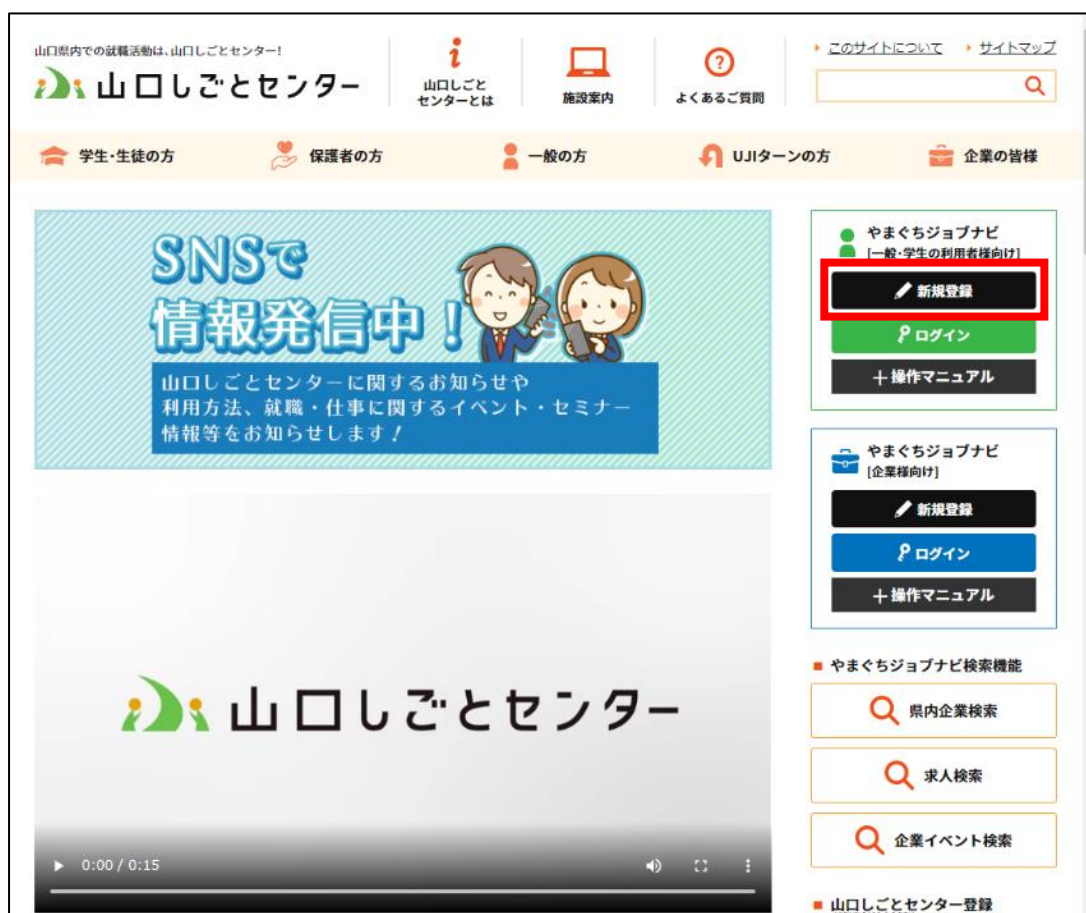 山口県内での就職活動は、山口しごとセンター!
山口しごとセンター
山口しごと
センターとは
施設案内
よくあるご質問
このサイトについて
サイトマップ
学生・生徒の方
保護者の方
一般の方
UJIターンの方
企業の皆様
SNSで
情報発信中!
山口しごとセンターに関するお知らせや
利用方法、就職・仕事に関するイベント・セミナー
情報等をお知らせします!
やまぐちジョブナビ
[一般・学生の利用者様向け]
新規登録
ログイン
+操作マニュアル
やまぐちジョブナビ
[企業様向け]
新規登録
ログイン
+操作マニュアル
山口しごとセンター
0:00 / 0:15
やまぐちジョブナビ検索機能
県内企業検索
求人検索
企業イベント検索
山口しごとセンター登録